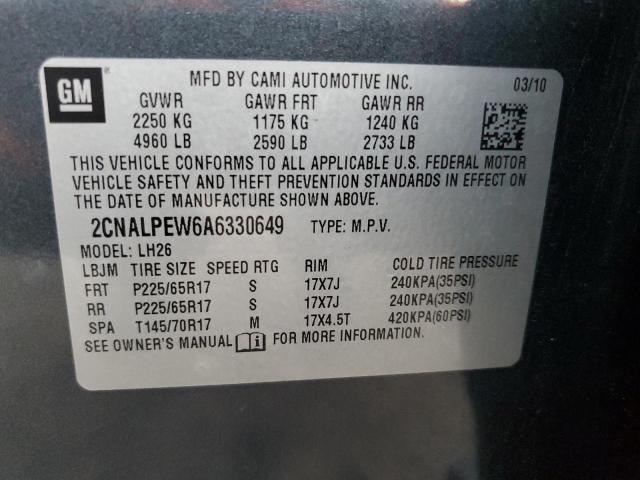 GM
MFD BY CAMI AUTOMOTIVE INC. 03/10
GVWR GAWR FRT GAWR RR
2250 KG 1175 KG 1240 KG
4960 LB 2590 LB 2733 LB
THIS VEHICLE CONFORMS TO ALL APPLICABLE U.S. FEDERAL MOTOR
VEHICLE SAFETY AND THEFT PREVENTION STANDARDS IN EFFECT ON
THE DATE OF MANUFACTURE SHOWN ABOVE.
2CNALPEW6A6330649 TYPE: M.P.V.
MODEL: LH26
LBJM TIRE SIZE SPEED RTG RIM COLD TIRE PRESSURE
FRT P225/65R17 S 17X7J 240KPA(35PSI)
RR P225/65R17 S 17X7J 240KPA(35PSI)
SPA T145/70R17 M 17X4.5T 420KPA(60PSI)
SEE OWNER'S MANUAL i FOR MORE INFORMATION.